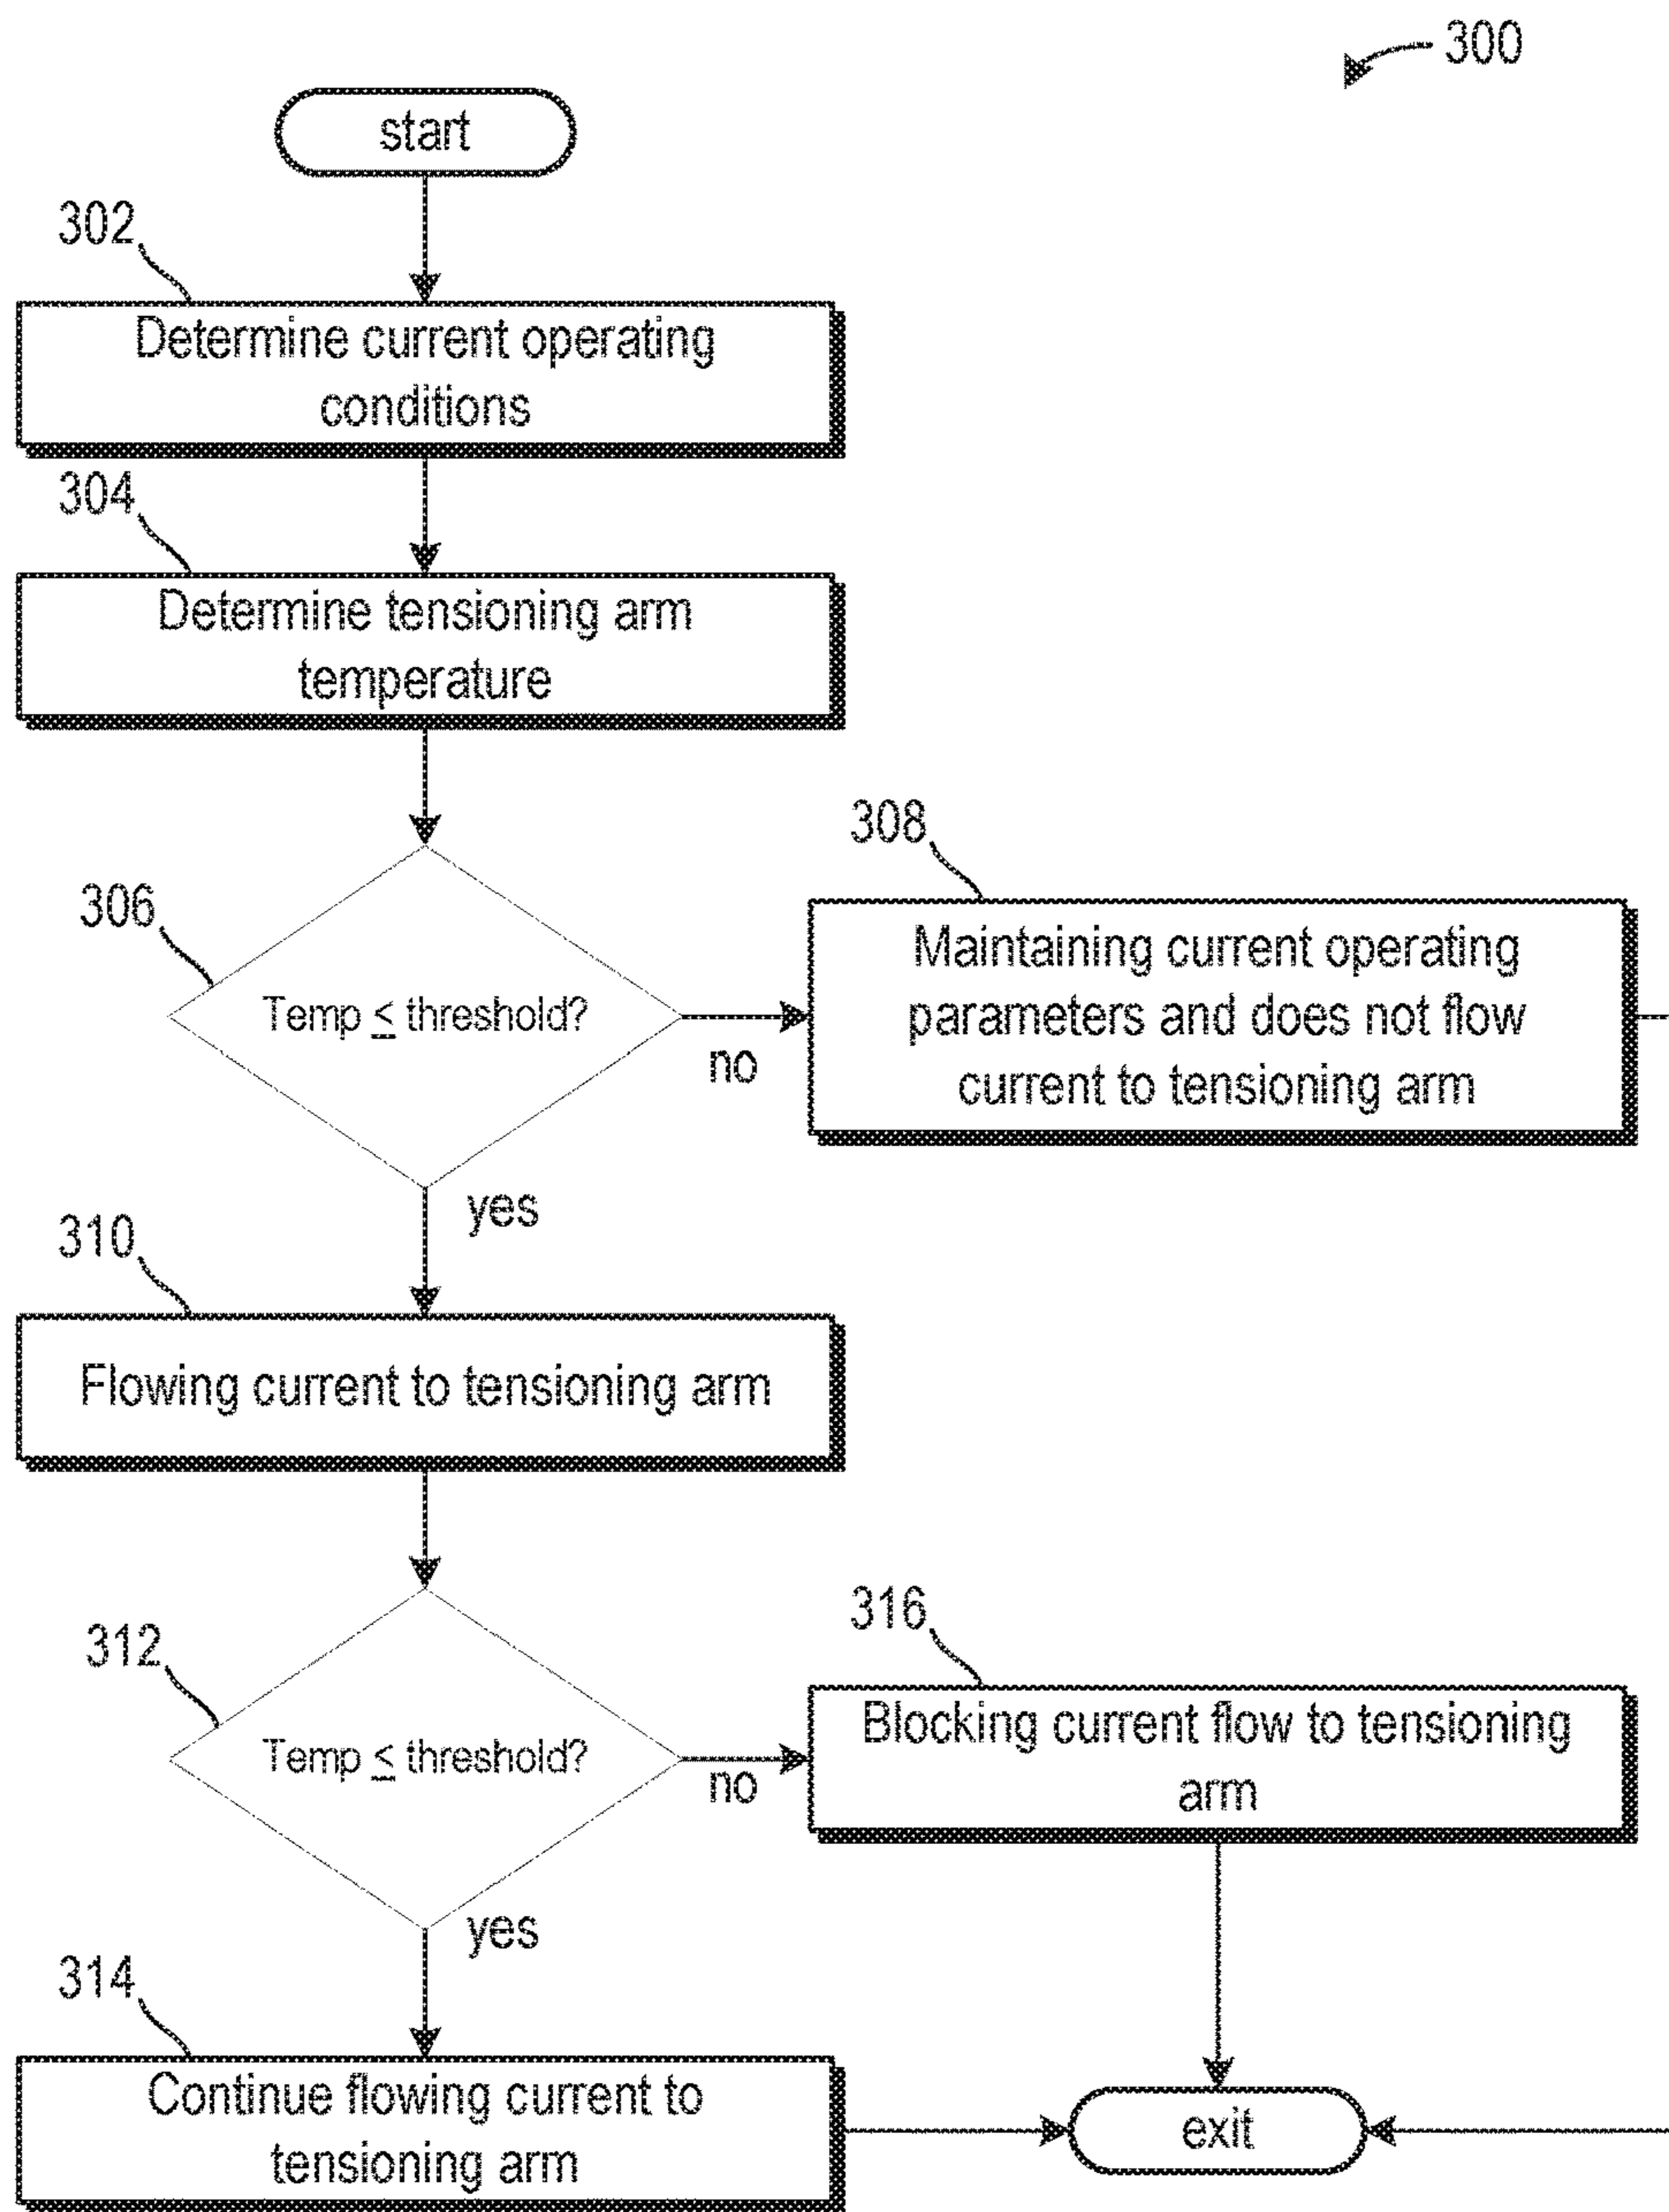 300
start
302
Determine current operating
conditions
304
Determine tensioning arm
temperature
306
Temp ≤ threshold?
no
yes
308
Maintaining current operating
parameters and does not flow
current to tensioning arm
310
Flowing current to tensioning arm
312
Temp ≤ threshold?
no
yes
316
Blocking current flow to tensioning
arm
314
Continue flowing current to
tensioning arm
exit